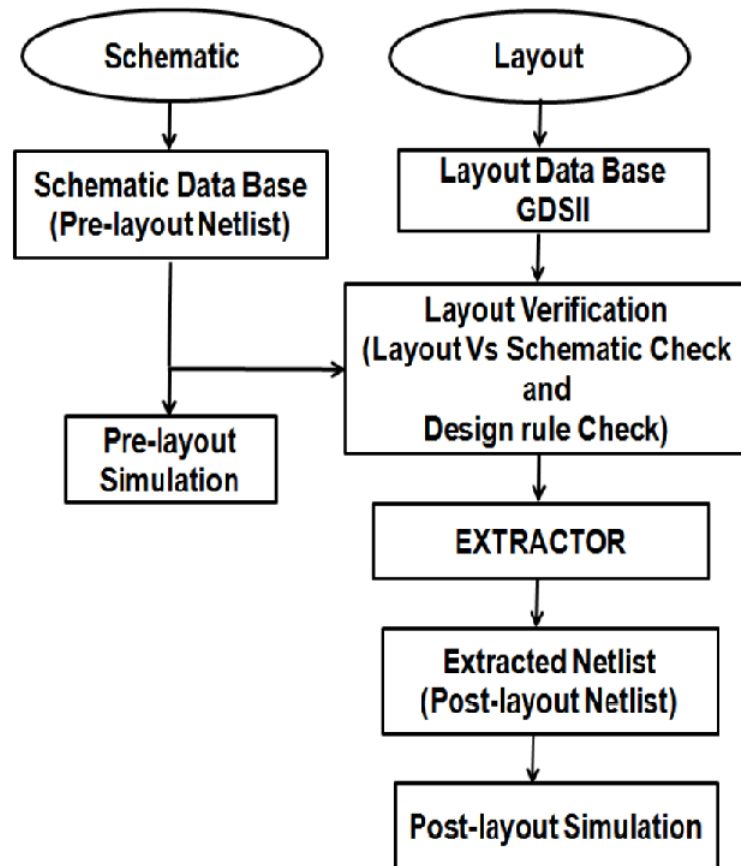 Schematic
Layout
Schematic Data Base
(Pre-layout Netlist)
Layout Data Base
GDSII
Layout Verification
(Layout Vs Schematic Check
and
Design rule Check)
Pre-layout
Simulation
EXTRACTOR
Extracted Netlist
(Post-layout Netlist)
Post-layout Simulation